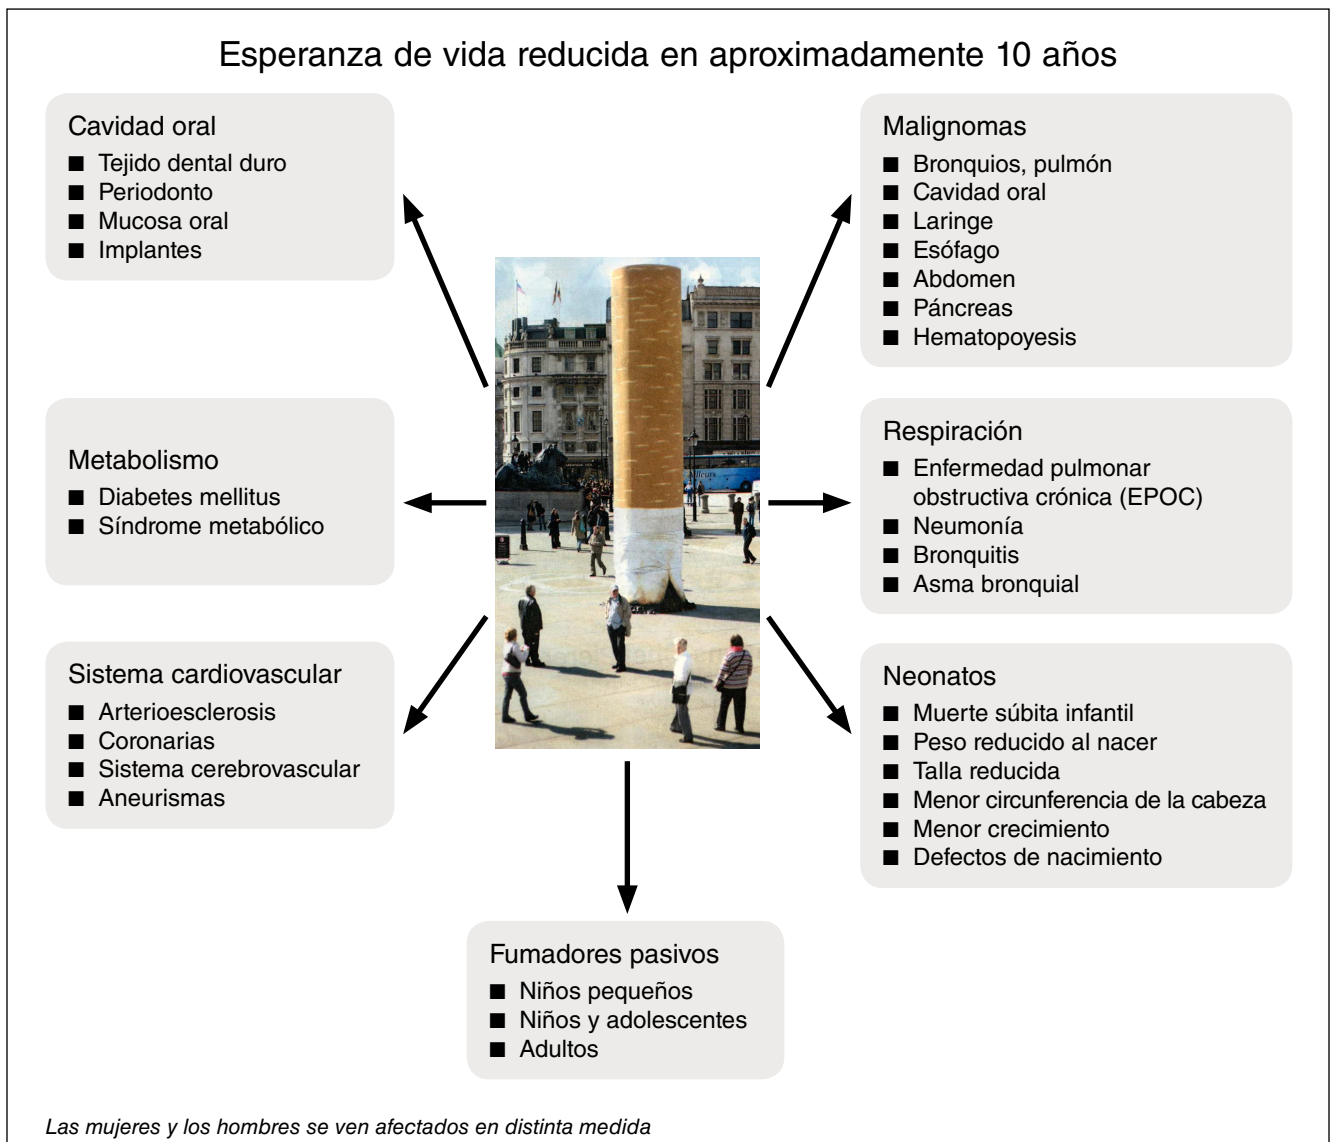 Esperanza de vida reducida en aproximadamente 10 años
Cavidad oral
■ Tejido dental duro
■ Periodonto
■ Mucosa oral
■ Implantes
Malignomas
■ Bronquios, pulmón
■ Cavidad oral
■ Laringe
■ Esófago
■ Abdomen
■ Páncreas
■ Hematopoyesis
Metabolismo
■ Diabetes mellitus
■ Síndrome metabólico
Respiración
■ Enfermedad pulmonar
obstructiva crónica (EPOC)
■ Neumonía
■ Bronquitis
■ Asma bronquial
Sistema cardiovascular
■ Arterioesclerosis
■ Coronarias
■ Sistema cerebrovascular
■ Aneurismas
Neonatos
■ Muerte súbita infantil
■ Peso reducido al nacer
■ Talla reducida
■ Menor circunferencia de la cabeza
■ Menor crecimiento
■ Defectos de nacimiento
Fumadores pasivos
■ Niños pequeños
■ Niños y adolescentes
■ Adultos
Las mujeres y los hombres se ven afectados en distinta medida